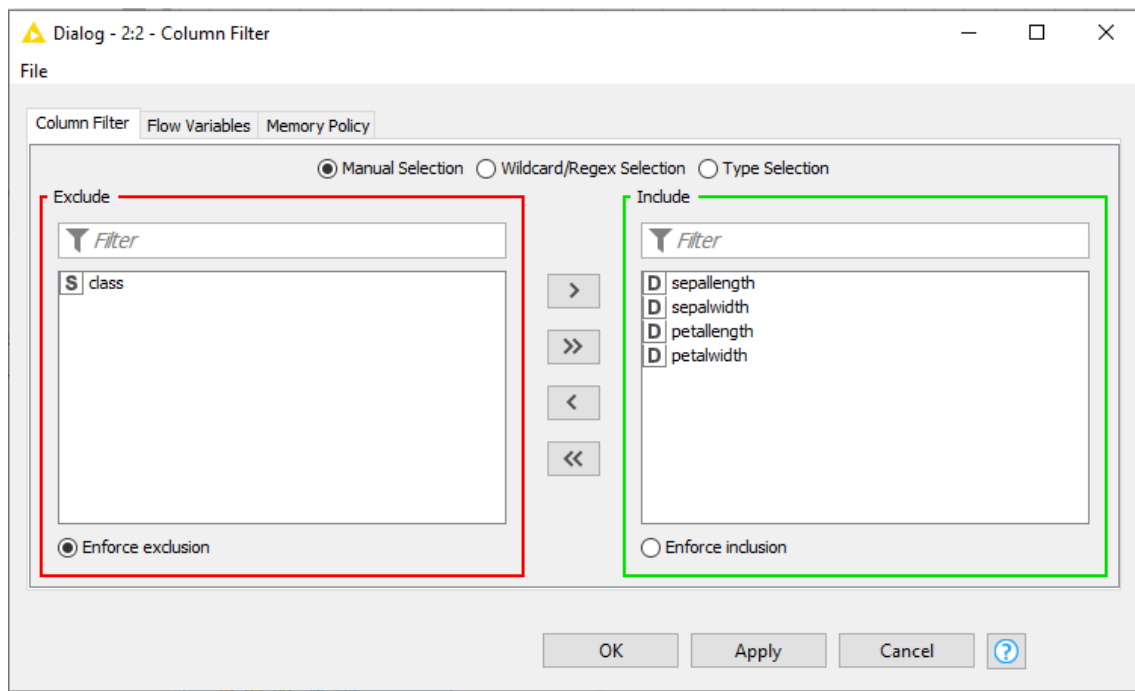 Dialog - 2:2 - Column Filter
File
Column Filter Flow Variables Memory Policy
Manual Selection Wildcard/Regex Selection Type Selection
Exclude Include
Filter Filter
S class D sepallength
D sepalwidth
D petallength
D petalwidth
>
>>
<
<<
Enforce exclusion Enforce inclusion
OK Apply Cancel ?